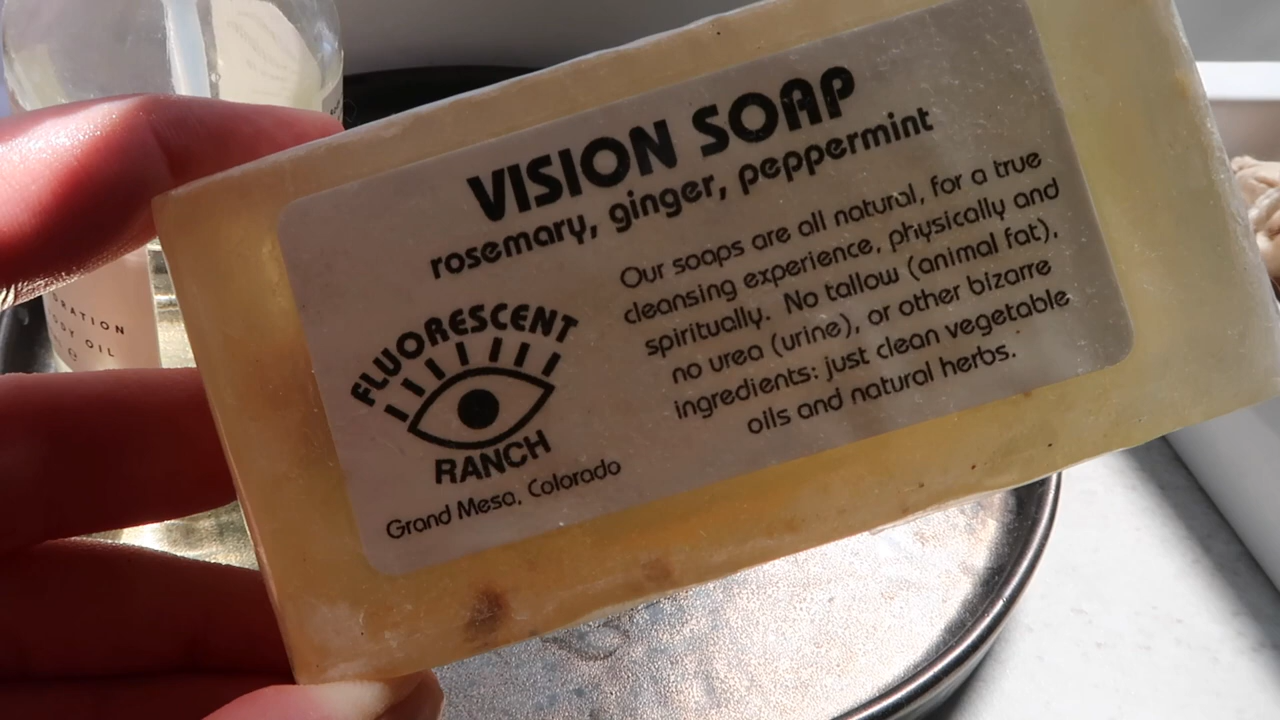 VISION SOAP
rosemary, ginger, peppermint
Our soaps are all natural, for a true
cleansing experience, physically and
spiritually. No tallow (animal fat),
no urea (urine), or other bizarre
ingredients: just clean vegetable
oils and natural herbs.
FLUORESCENT
RANCH
Grand Mesa, Colorado
OIL